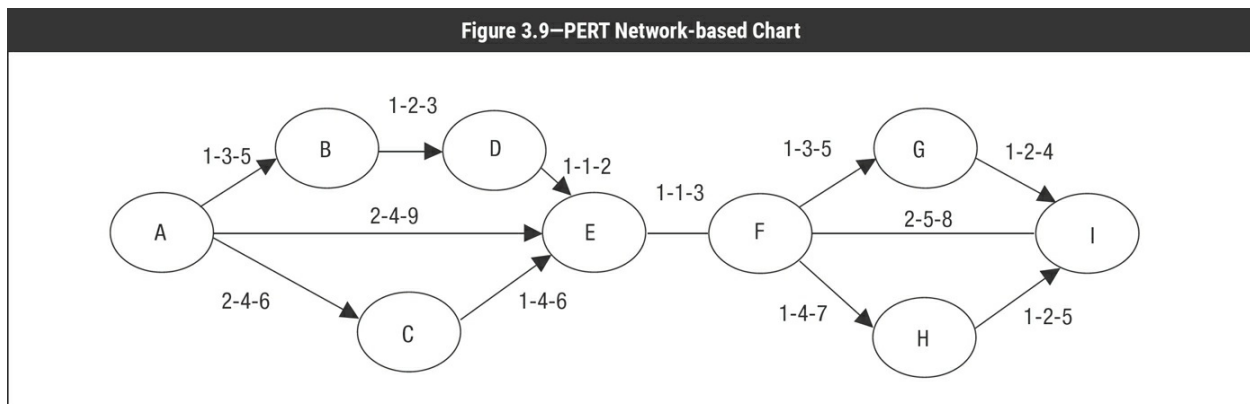 Figure 3.9—PERT Network-based Chart
1-2-3
B
D
G
1-3-5
1-1-2
1-3-5
1-2-4
1-1-3
2-4-9
2-5-8
A
E
F
I
2-4-6
1-4-6
1-4-7
1-2-5
C
H